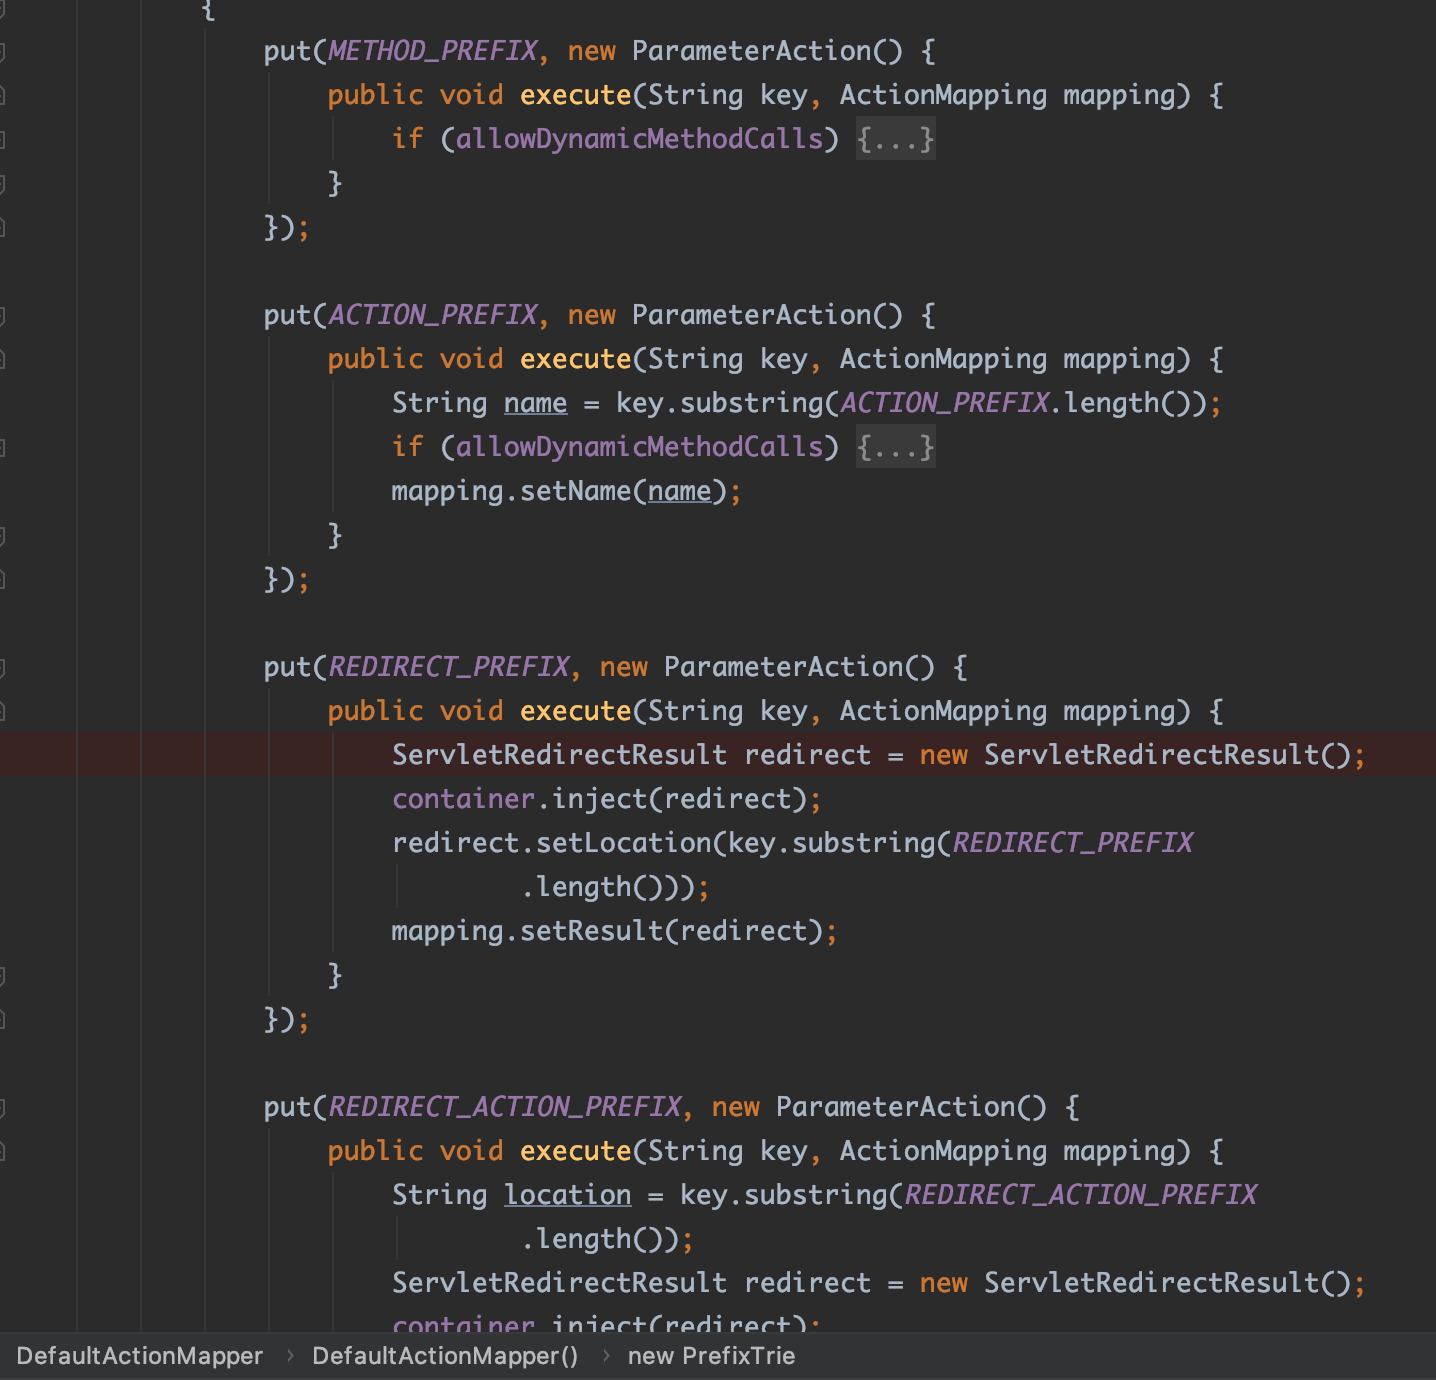 {
put(METHOD_PREFIX, new ParameterAction() {
public void execute(String key, ActionMapping mapping) {
if (allowDynamicMethodCalls) {...}
}
});
put(ACTION_PREFIX, new ParameterAction() {
public void execute(String key, ActionMapping mapping) {
String name = key.substring(ACTION_PREFIX.length());
if (allowDynamicMethodCalls) {...}
mapping.setName(name);
}
});
put(REDIRECT_PREFIX, new ParameterAction() {
public void execute(String key, ActionMapping mapping) {
ServletRedirectResult redirect = new ServletRedirectResult();
container.inject(redirect);
redirect.setLocation(key.substring(REDIRECT_PREFIX
.length()));
mapping.setResult(redirect);
}
});
put(REDIRECT_ACTION_PREFIX, new ParameterAction() {
public void execute(String key, ActionMapping mapping) {
String location = key.substring(REDIRECT_ACTION_PREFIX
.length());
ServletRedirectResult redirect = new ServletRedirectResult();
container.inject(redirect);
DefaultActionMapper › DefaultActionMapper() › new PrefixTrie